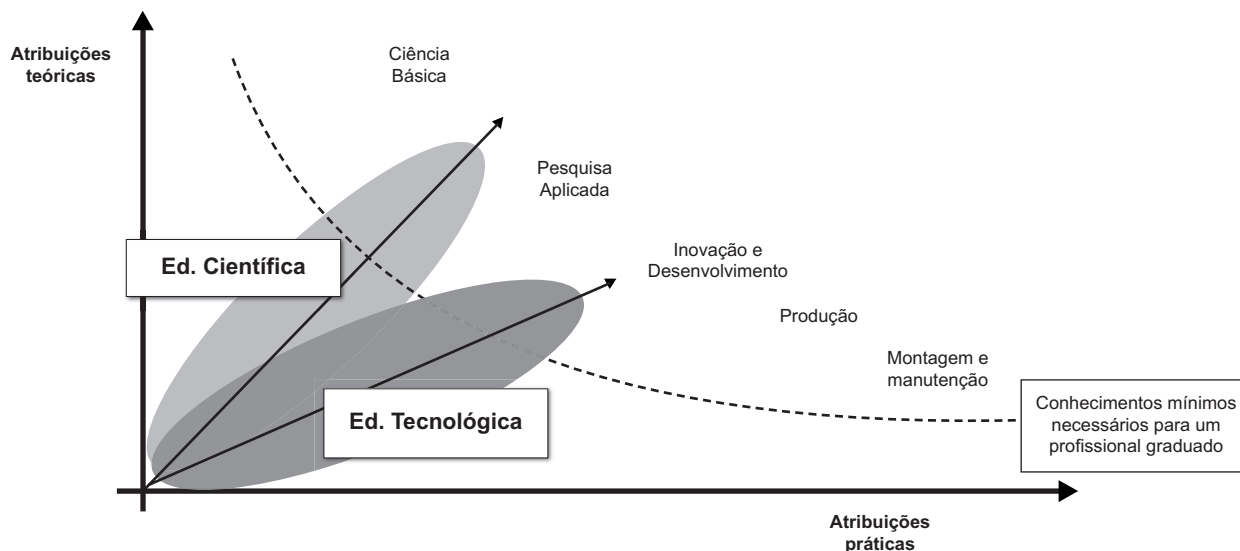 Atribuições
teóricas
Ciência
Básica
Pesquisa
Aplicada
Ed. Científica
Inovação e
Desenvolvimento
Produção
Montagem e
manutenção
Ed. Tecnológica
Conhecimentos mínimos
necessários para um
profissional graduado
Atribuições
práticas